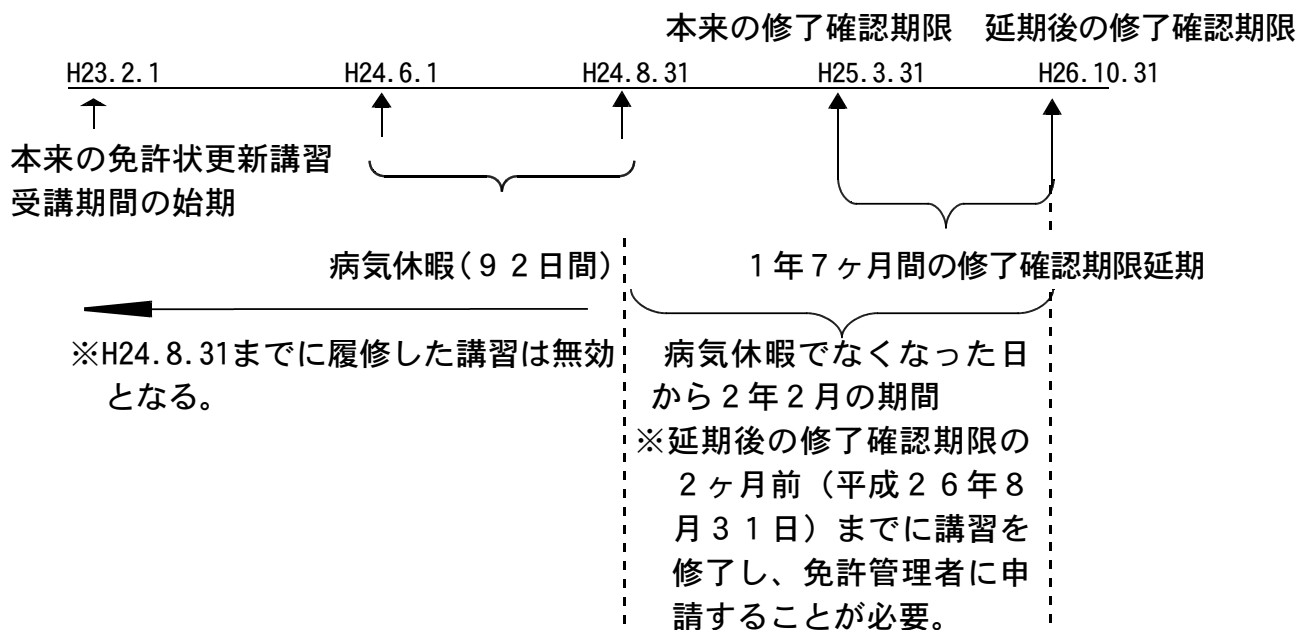 本来の修了確認期限　延期後の修了確認期限
H23.2.1　H24.6.1　H24.8.31　H25.3.31　H26.10.31
本来の免許状更新講習
受講期間の始期
病気休暇（９２日間）
１年７ヶ月間の修了確認期限延期
※H24.8.31までに履修した講習は無効
となる。
病気休暇でなくなった日
から２年２月の期間
※延期後の修了確認期限の
２ヶ月前（平成２６年８
月３１日）までに講習を
修了し、免許管理者に申
請することが必要。